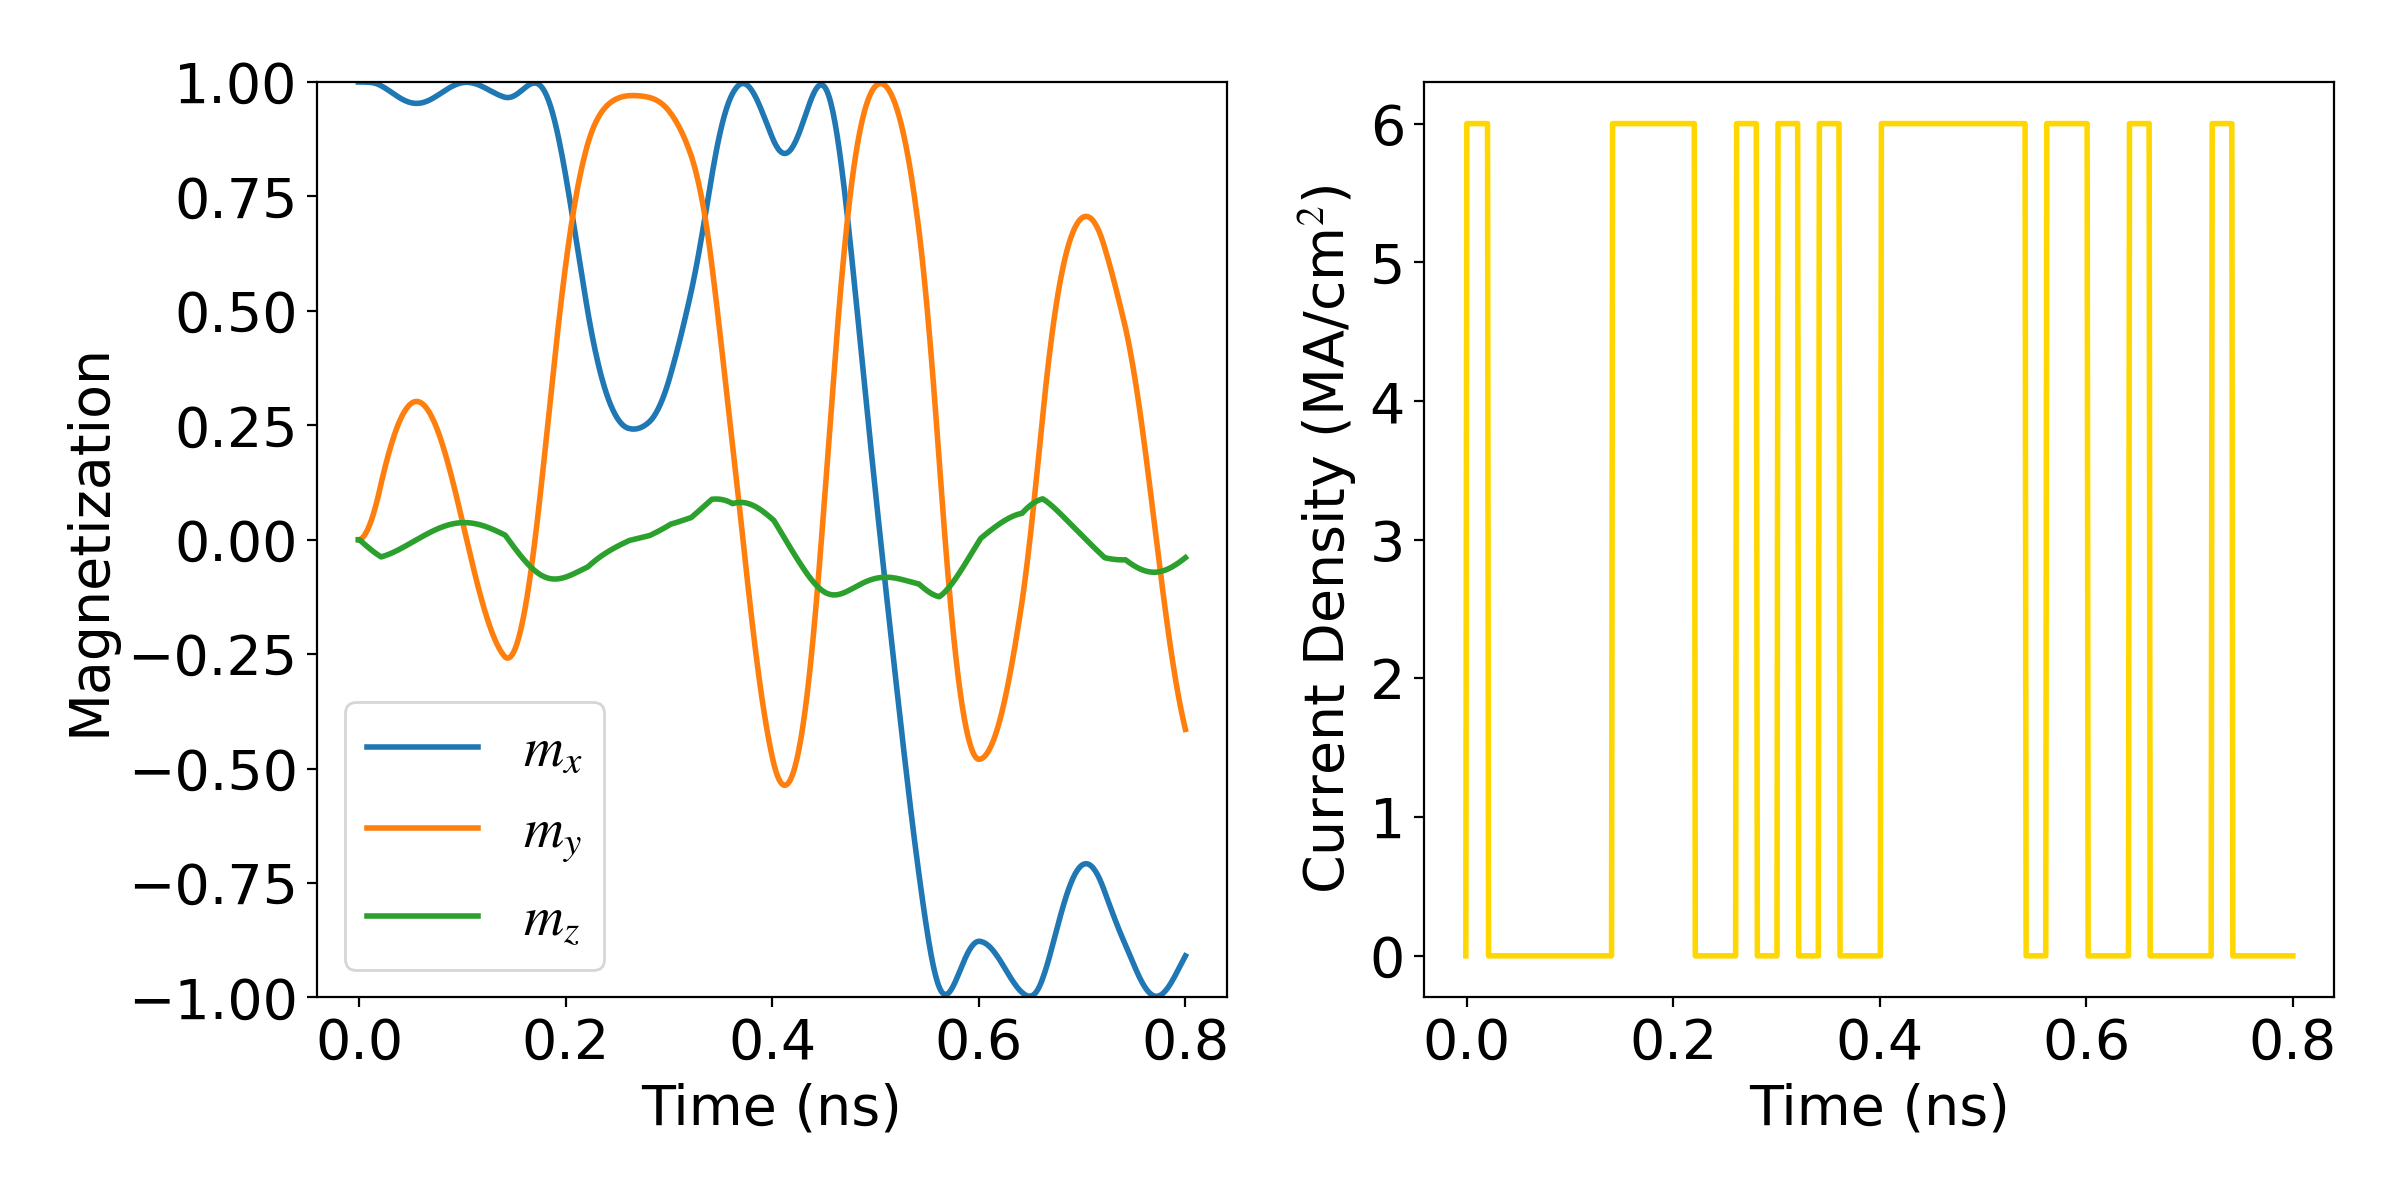 Magnetization
1.00
0.75
0.50
0.25
0.00
−0.25
−0.50
−0.75
−1.00
m_x
m_y
m_z
0.0 0.2 0.4 0.6 0.8
Time (ns)
Current Density (MA/cm²)
6
5
4
3
2
1
0
0.0 0.2 0.4 0.6 0.8
Time (ns)